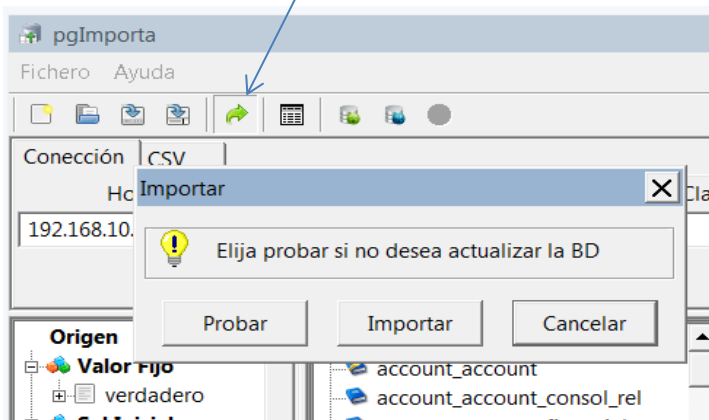 pgImporta
Fichero Ayuda
Conección CSV
Importar
192.168.10.
Elija probar si no desea actualizar la BD
Probar Importar Cancelar
Origen
Valor Fijo
account_account
verdadero
account_account_consol_rel